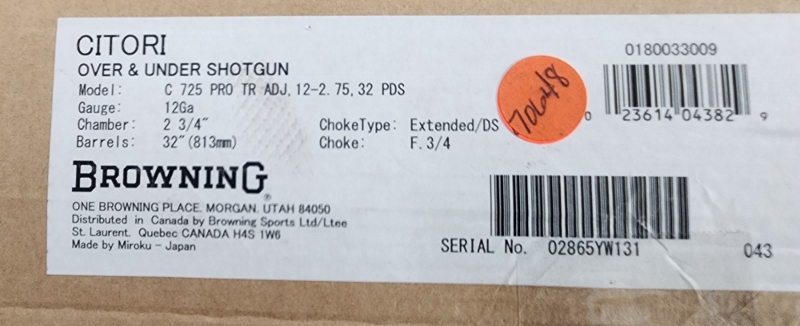 CITORI
OVER & UNDER SHOTGUN
Model: C 725 PRO TR ADJ, 12-2.75, 32 PDS
Gauge: 12Ga
Chamber: 2 3/4" ChokeType: Extended/DS
Barrels: 32"(813mm) Choke: F.3/4
BROWNING®
ONE BROWNING PLACE. MORGAN. UTAH 84050
Distributed in Canada by Browning Sports Ltd/Ltee
St. Laurent. Quebec CANADA H4S 1W6
Made by Miroku - Japan
70648
0180033009
0 23614 04382 9
SERIAL No. 02865YW131 043